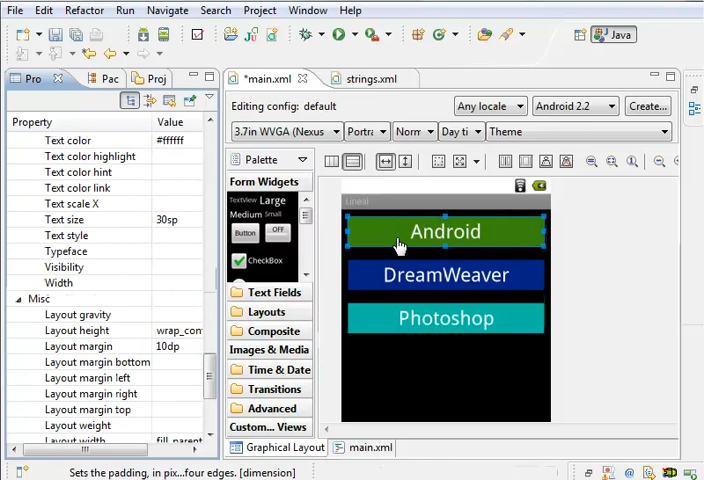 File Edit Run Navigate Search Project Window Help
Java
Pro Pac Proj
*main.xml strings.xml
Editing config: default Any locale Android 2.2 Create...
3.7in WVGA (Nexus Portra Norm Day ti Theme
Property Value
Text color #ffffff
Text color highlight
Text color hint
Text color link
Text scale X
Text size 30sp
Text style
Typeface
Visibility
Width
Misc
Layout gravity
Layout height wrap_con
Layout margin 10dp
Layout margin bottom
Layout margin left
Layout margin right
Layout margin top
Layout weight
Layout width fill_parent
Palette
Form Widgets
TextView Large
Medium Small
Button OFF
CheckBox
Text Fields
Layouts
Composite
Images & Media
Time & Date
Transitions
Advanced
Custom... Views
Lineal
Android
DreamWeaver
Photoshop
Graphical Layout main.xml
Sets the padding, in pix...four edges. [dimension]